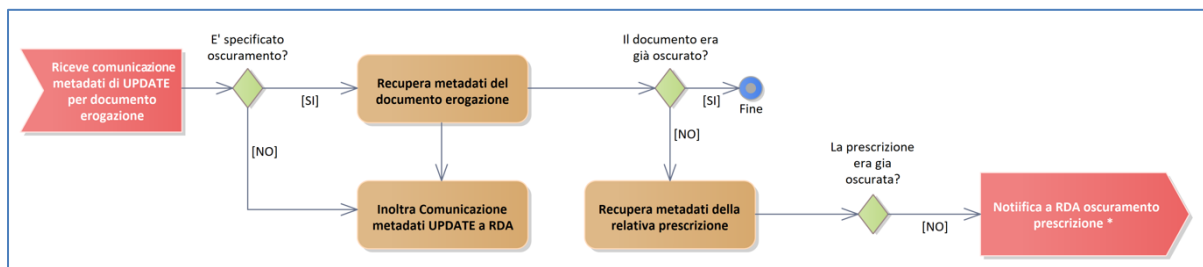 Riceve comunicazione
metadati di UPDATE
per documento
erogazione
E' specificato
oscuramento?
[SI]
[NO]
Recupera metadati del
documento erogazione
Inoltra Comunicazione
metadati UPDATE a RDA
Il documento era
già oscurato?
[SI]
Fine
[NO]
Recupera metadati della
relativa prescrizione
La prescrizione
era gia
oscurata?
[NO]
Notiifica a RDA oscuramento
prescrizione *